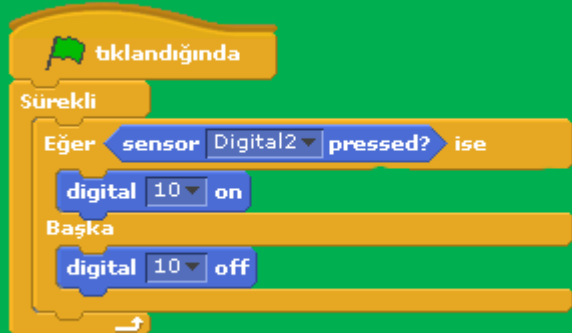 tıklandığında
Sürekli
Eğer sensor Digital2 pressed? ise
digital 10 on
Başka
digital 10 off